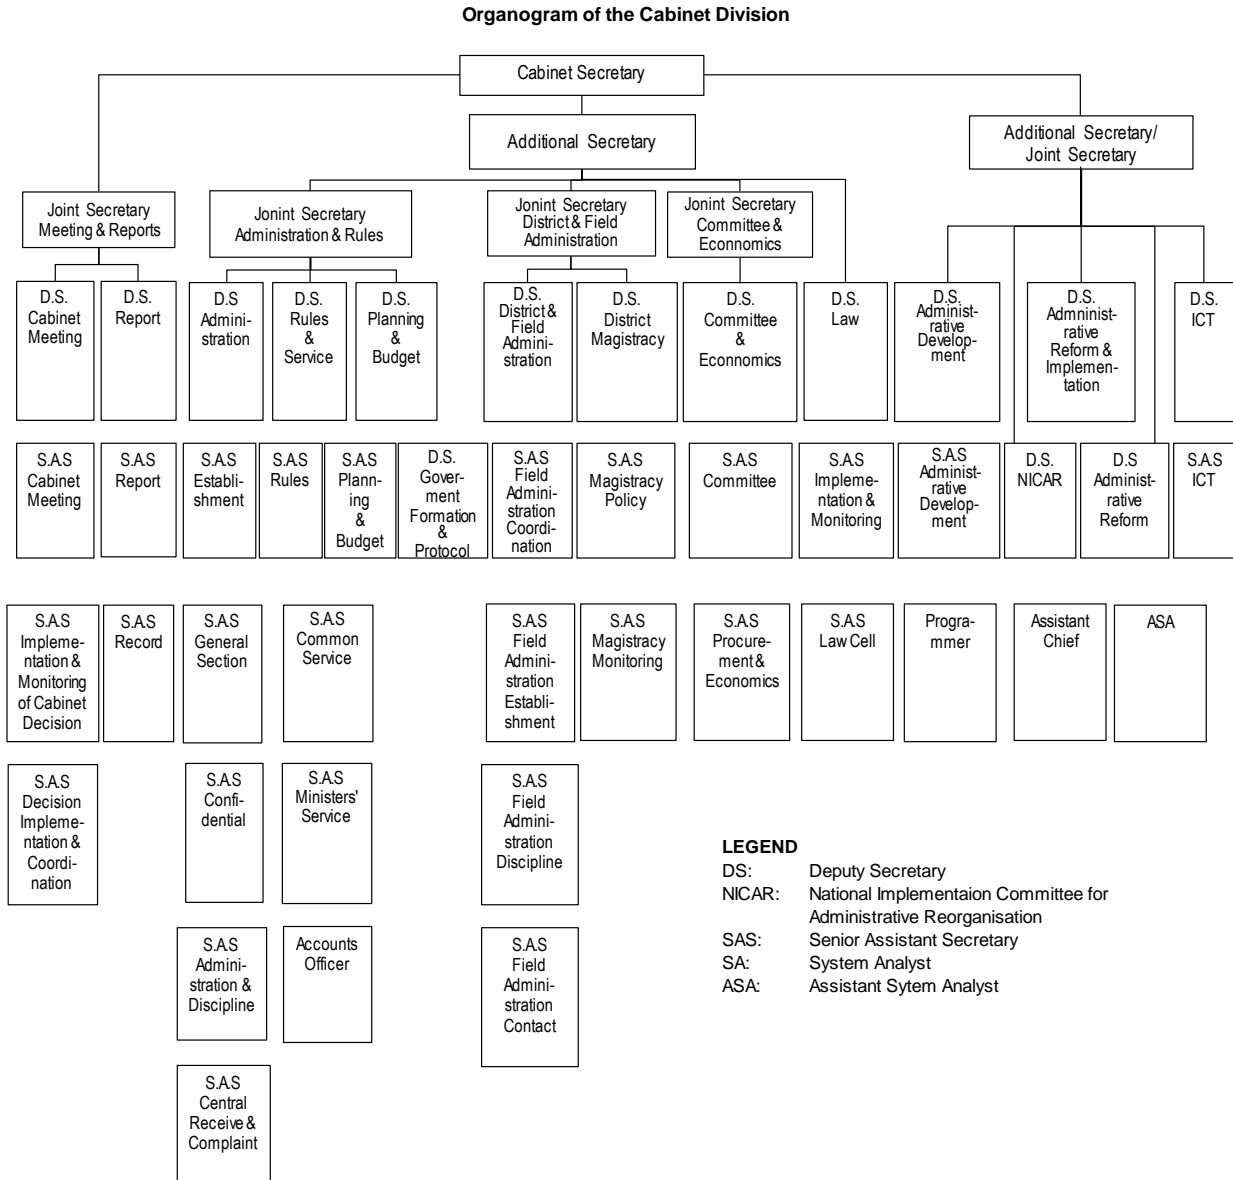 Organogram of the Cabinet Division
Cabinet Secretary
Additional Secretary
Additional Secretary/
Joint Secretary
Joint Secretary
Meeting & Reports
Jonint Secretary
Administration & Rules
Jonint Secretary
District & Field
Administration
Jonint Secretary
Committee &
Econnomics
D.S.
Cabinet
Meeting
D.S.
Report
D.S
Admini-
stration
D.S.
Rules
&
Service
D.S.
Planning
&
Budget
D.S.
District &
Field
Admini-
stration
D.S.
District
Magistracy
D.S.
Committee
&
Econnomics
D.S.
Law
D.S.
Administ-
rative
Develop-
ment
D.S.
Admninist-
rative
Reform &
Implemen-
tation
D.S.
ICT
S.A.S
Cabinet
Meeting
S.A.S
Report
S.A.S
Establi-
shment
S.A.S
Rules
S.A.S
Plann-
ing
&
Budget
D.S.
Gover-
ment
Formation
&
Protocol
S.A.S
Field
Admini-
stration
Coordi-
nation
S.A.S
Magistracy
Policy
S.A.S
Committee
S.A.S
Impleme-
ntation &
Monitoring
S.A.S
Administ-
rative
Develop-
ment
D.S.
NICAR
D.S
Administ-
rative
Reform
S.A.S
ICT
S.A.S
Impleme-
ntation &
Monitoring
of Cabinet
Decision
S.A.S
Record
S.A.S
General
Section
S.A.S
Common
Service
S.A.S
Field
Admini-
stration
Establi-
shment
S.A.S
Magistracy
Monitoring
S.A.S
Procure-
ment &
Economics
S.A.S
Law Cell
Progra-
mmer
Assistant
Chief
ASA
S.A.S
Decision
Impleme-
ntation &
Coordi-
nation
S.A.S
Confi-
dential
S.A.S
Ministers'
Service
S.A.S
Field
Admini-
stration
Discipline
S.A.S
Admini-
stration &
Discipline
Accounts
Officer
S.A.S
Field
Admini-
stration
Contact
S.A.S
Central
Receive &
Complaint
LEGEND
DS: Deputy Secretary
NICAR: National Implementaion Committee for
Administrative Reorganisation
SAS: Senior Assistant Secretary
SA: System Analyst
ASA: Assistant Sytem Analyst